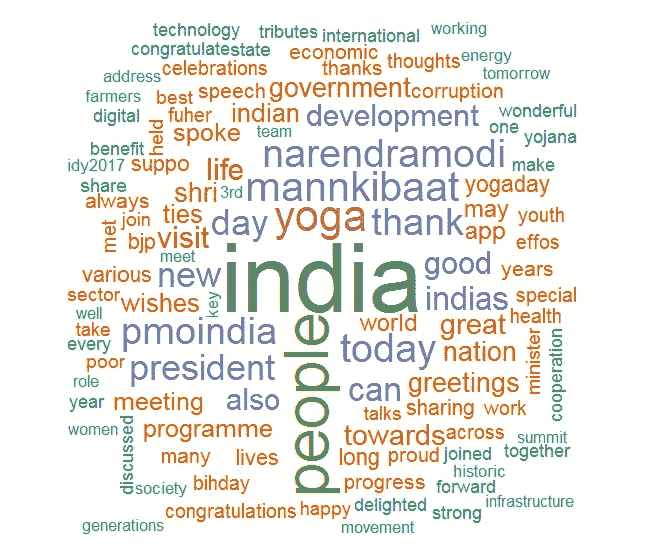 technology tributes international working
congratulate state economic energy
celebrations thanks thoughts
address tomorrow
farmers best speech government corruption
digital fuher indian development wonderful
held spoke team one yojana
benefit narendramodi
idy2017 suppo life make
share shri 3rd mannkibaat yogaday
always
met join ties day yoga thank may youth
bjp visit app effos
meet
various new india good years
sector wishes key indias special
well
take pmoindia people world great health
every today nation minister
poor president cooperation
role can greetings
year meeting also talks sharing work
women programme towards across summit
discussed many lives long proud joined together
historic
society bihday progress forward
congratulations happy delighted strong infrastructure
generations movement